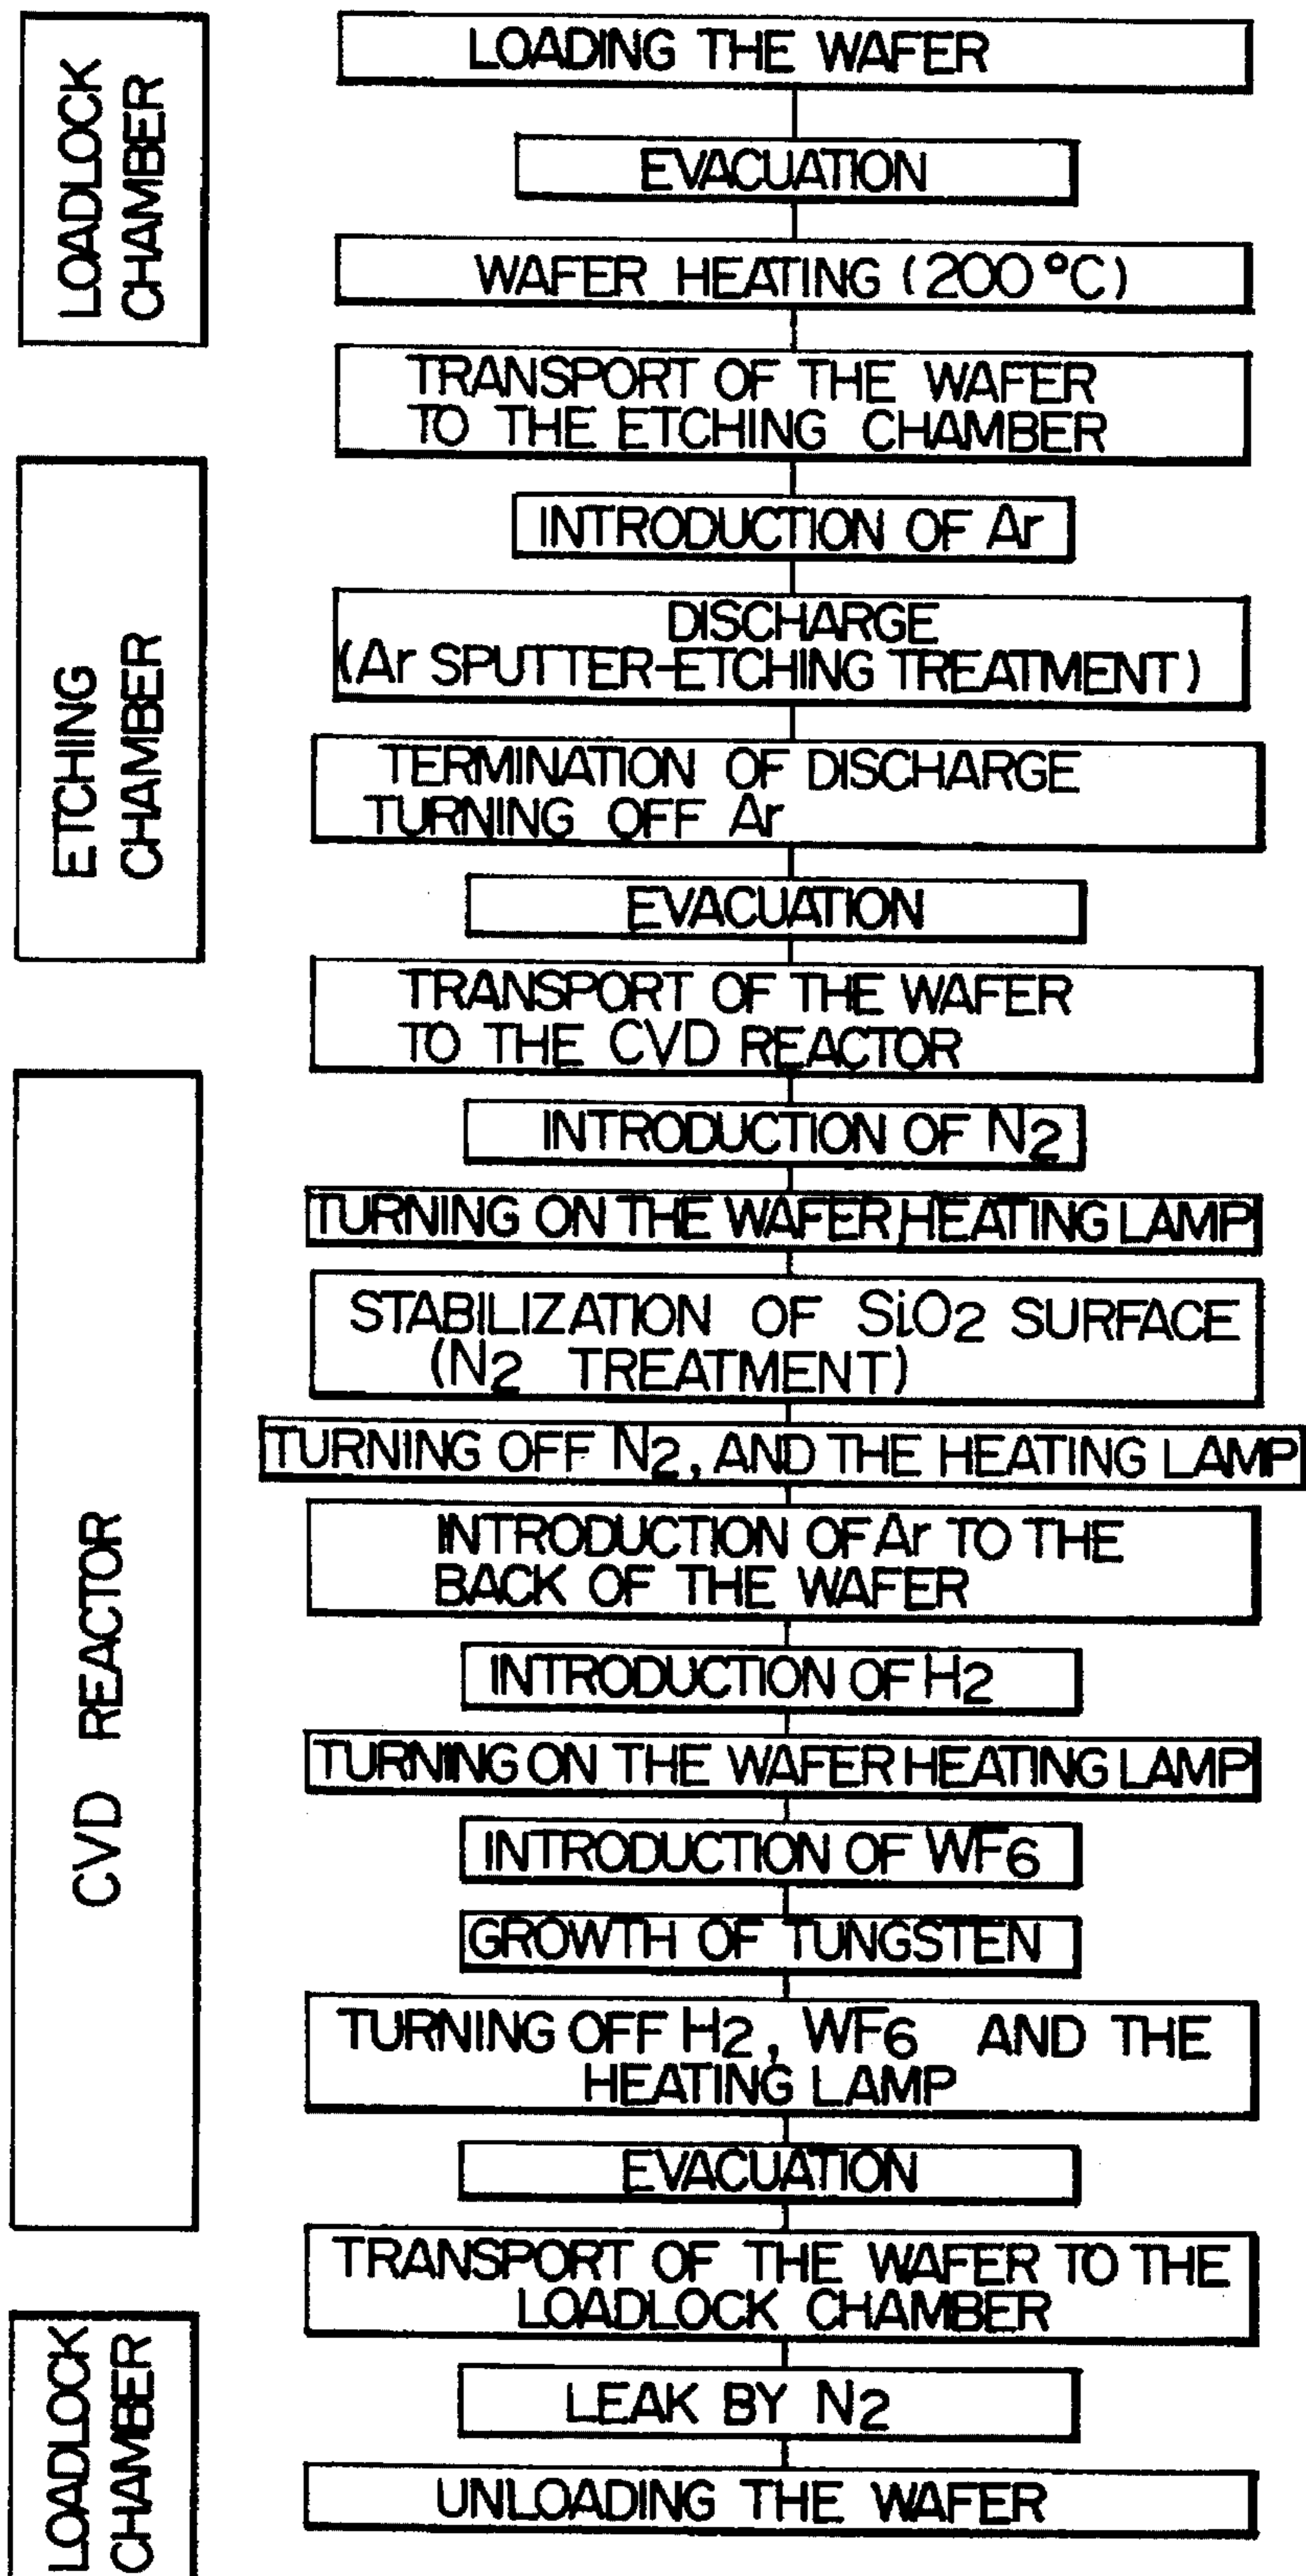 LOADLOCK
CHAMBER
LOADING THE WAFER
EVACUATION
WAFER HEATING (200 °C)
TRANSPORT OF THE WAFER
TO THE ETCHING CHAMBER
ETCHING
CHAMBER
INTRODUCTION OF Ar
DISCHARGE
(Ar SPUTTER-ETCHING TREATMENT)
TERMINATION OF DISCHARGE
TURNING OFF Ar
EVACUATION
TRANSPORT OF THE WAFER
TO THE CVD REACTOR
CVD REACTOR
INTRODUCTION OF N2
TURNING ON THE WAFER HEATING LAMP
STABILIZATION OF SiO2 SURFACE
(N2 TREATMENT)
TURNING OFF N2, AND THE HEATING LAMP
INTRODUCTION OF Ar TO THE
BACK OF THE WAFER
INTRODUCTION OF H2
TURNING ON THE WAFER HEATING LAMP
INTRODUCTION OF WF6
GROWTH OF TUNGSTEN
TURNING OFF H2, WF6 AND THE
HEATING LAMP
EVACUATION
TRANSPORT OF THE WAFER TO THE
LOADLOCK CHAMBER
LOADLOCK
CHAMBER
LEAK BY N2
UNLOADING THE WAFER